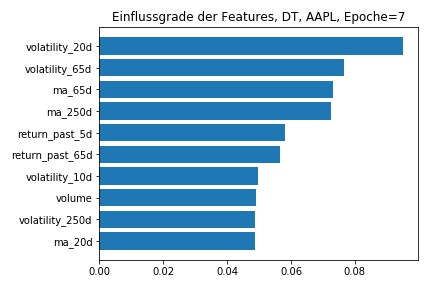 Einflussgrade der Features, DT, AAPL, Epoche=7
volatility_20d
volatility_65d
ma_65d
ma_250d
return_past_5d
return_past_65d
volatility_10d
volume
volatility_250d
ma_20d
0.00 0.02 0.04 0.06 0.08